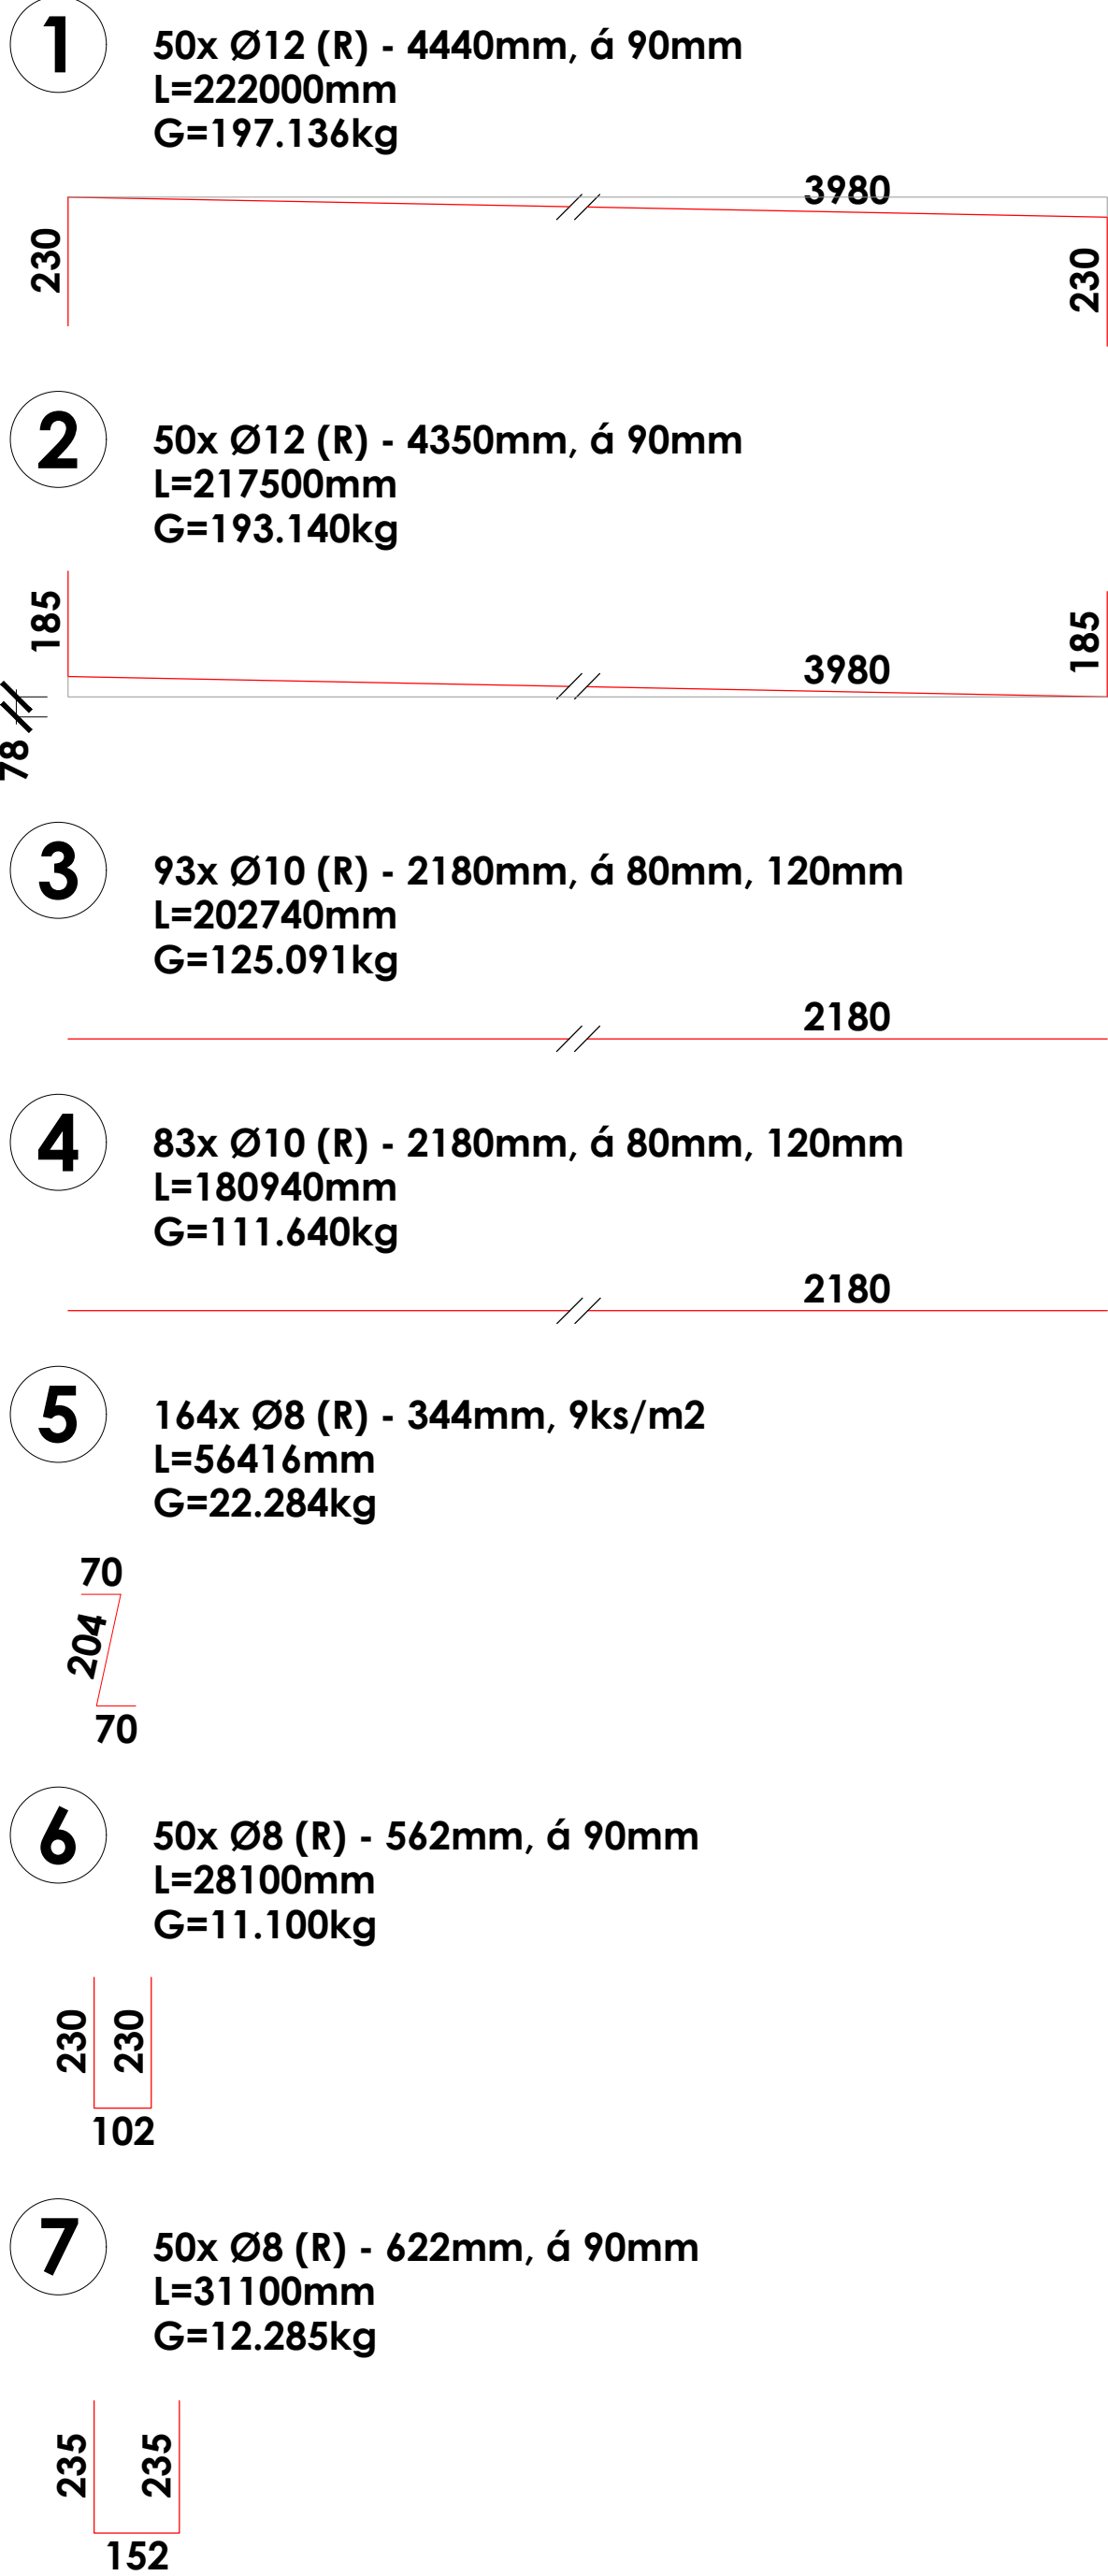 1
50x Ø12 (R) - 4440mm, á 90mm
L=222000mm
G=197.136kg
3980
230
230
2
50x Ø12 (R) - 4350mm, á 90mm
L=217500mm
G=193.140kg
185
185
3980
78
3
93x Ø10 (R) - 2180mm, á 80mm, 120mm
L=202740mm
G=125.091kg
2180
4
83x Ø10 (R) - 2180mm, á 80mm, 120mm
L=180940mm
G=111.640kg
2180
5
164x Ø8 (R) - 344mm, 9ks/m2
L=56416mm
G=22.284kg
70
204
70
6
50x Ø8 (R) - 562mm, á 90mm
L=28100mm
G=11.100kg
230
230
102
7
50x Ø8 (R) - 622mm, á 90mm
L=31100mm
G=12.285kg
235
235
152